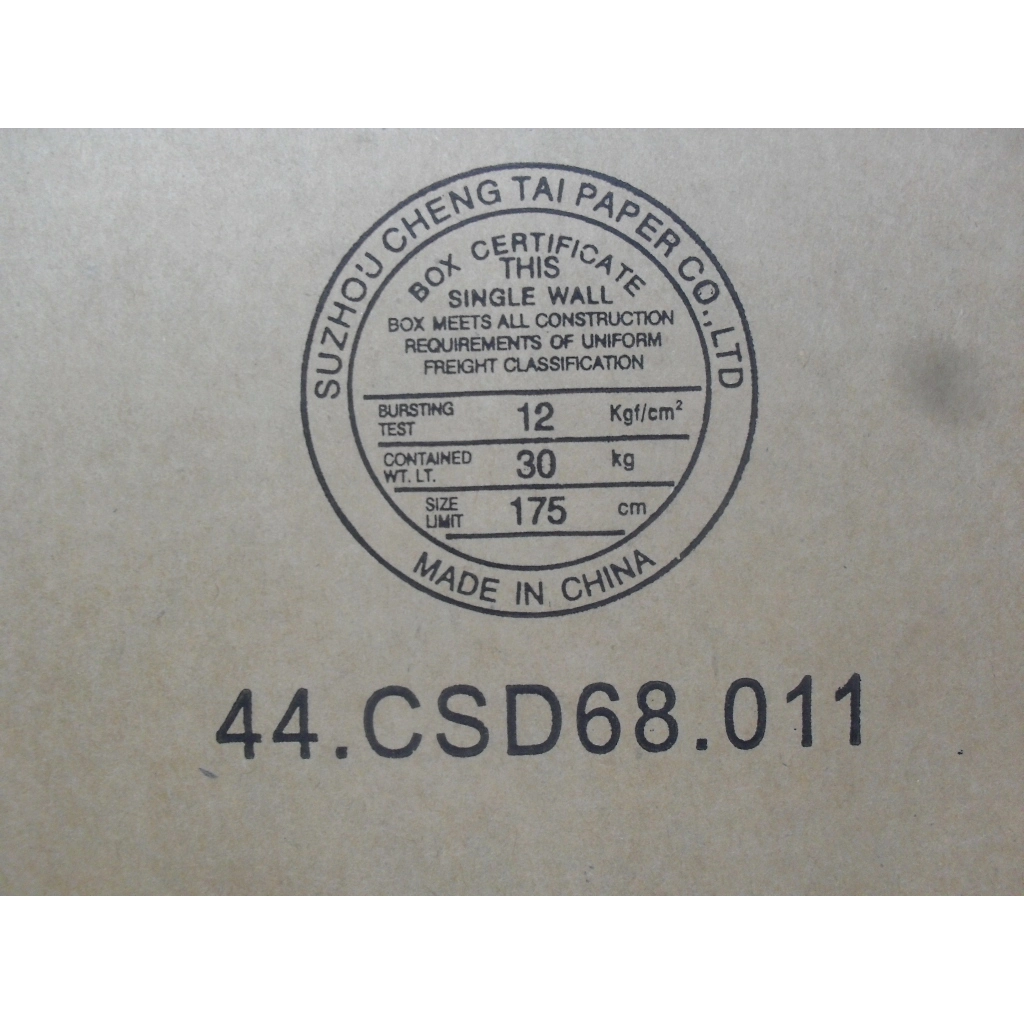 SUZHOU CHENG TAI PAPER CO.,LTD
BOX CERTIFICATE
THIS
SINGLE WALL
BOX MEETS ALL CONSTRUCTION
REQUIREMENTS OF UNIFORM
FREIGHT CLASSIFICATION
BURSTING TEST 12 Kgf/cm²
CONTAINED WT. LT. 30 kg
SIZE LIMIT 175 cm
MADE IN CHINA
44.CSD68.011